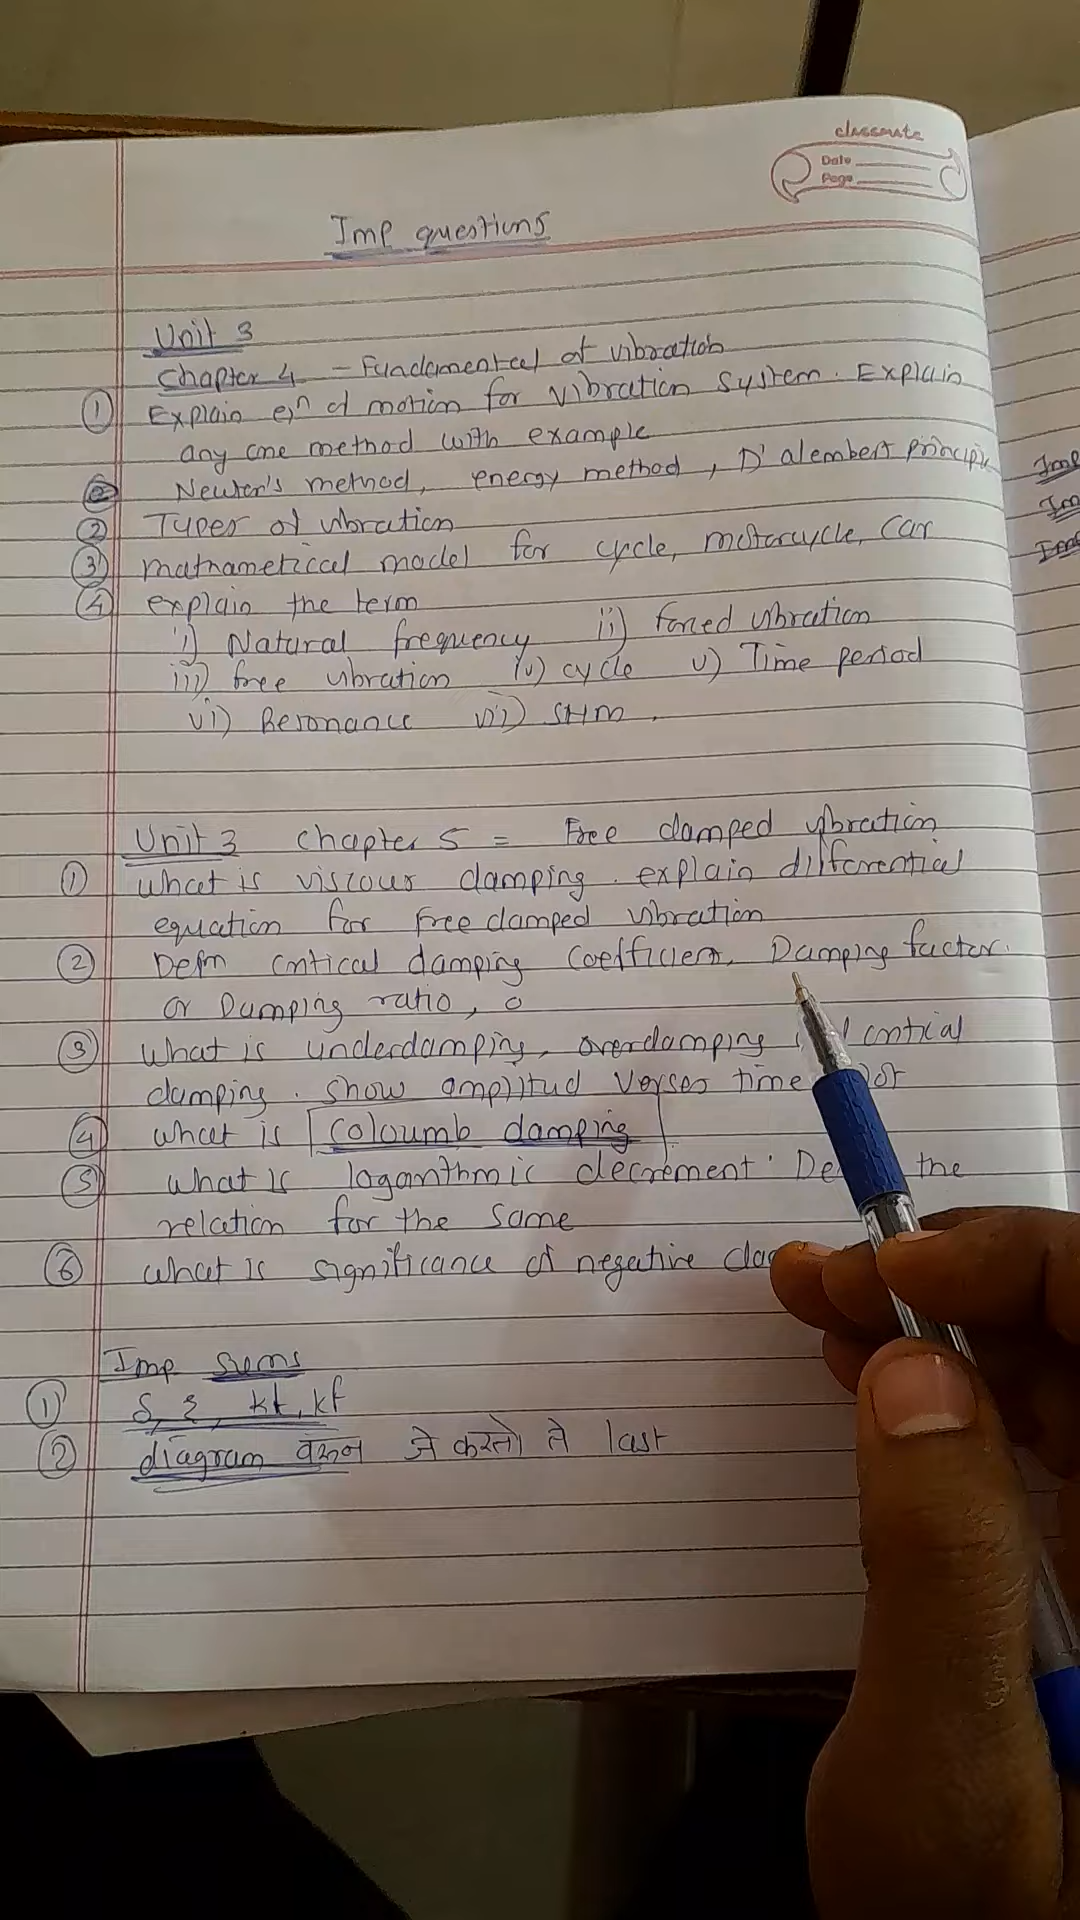 classmate
Date
Page
Imp questions
Unit 3
Chapter 4 - Fundamental of vibration
① Explain eqn of motion for vibration system. Explain
any one method with example
Newton's method, energy method, D'alembert principle
② Types of vibration
③ mathametical model for cycle, motorcycle, car
④ explain the term
i) Natural frequency ii) forced vibration
iii) free vibration iv) cycle v) Time period
vi) Resonance vii) SHM.
Imp
Im
Imp
Unit 3 chapter 5 = Free damped vibration
① what is viscous damping. explain differential
equation for free damped vibration
② Defn critical damping coefficient, Damping factor.
or Damping ratio,
③ what is underdamping, overdamping critical
damping. show amplitud verses time
④ what is coloumb damping
⑤ what is logarithmic decrement. the
relation for the same
⑥ what is significance of negative
Imp sums
① δ, ξ, kt, kf
② diagram वरून जे करतो ते last